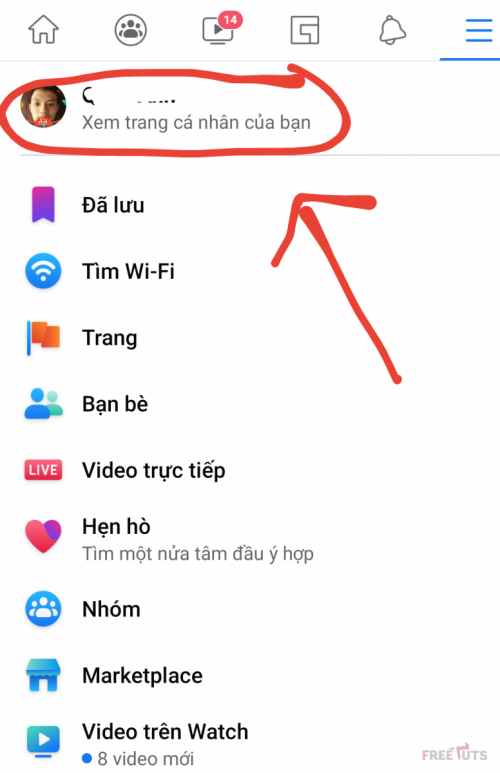 14
Xem trang cá nhân của bạn
Đã lưu
Tìm Wi-Fi
Trang
Bạn bè
LIVE
Video trực tiếp
Hẹn hò
Tìm một nửa tâm đầu ý hợp
Nhóm
Marketplace
Video trên Watch
8 video mới
FREETUTS